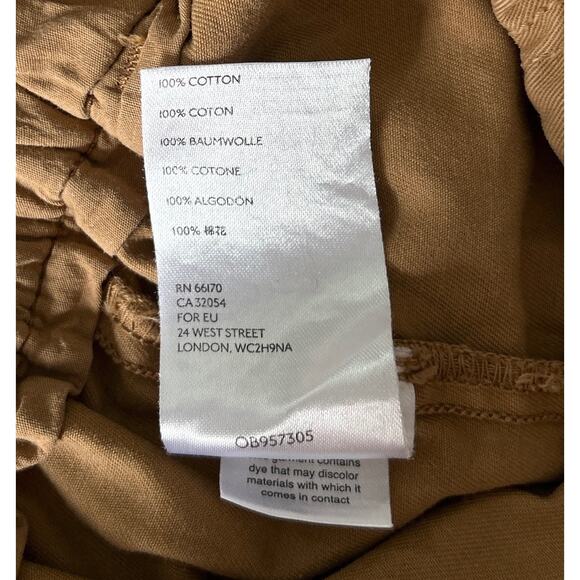 100% COTTON
100% COTON
100% BAUMWOLLE
100% COTONE
100% ALGODÓN
100% 棉花
RN 66170
CA 32054
FOR EU
24 WEST STREET
LONDON, WC2H9NA
OB957305
garment contains
dye that may discolor
materials with which it
comes in contact